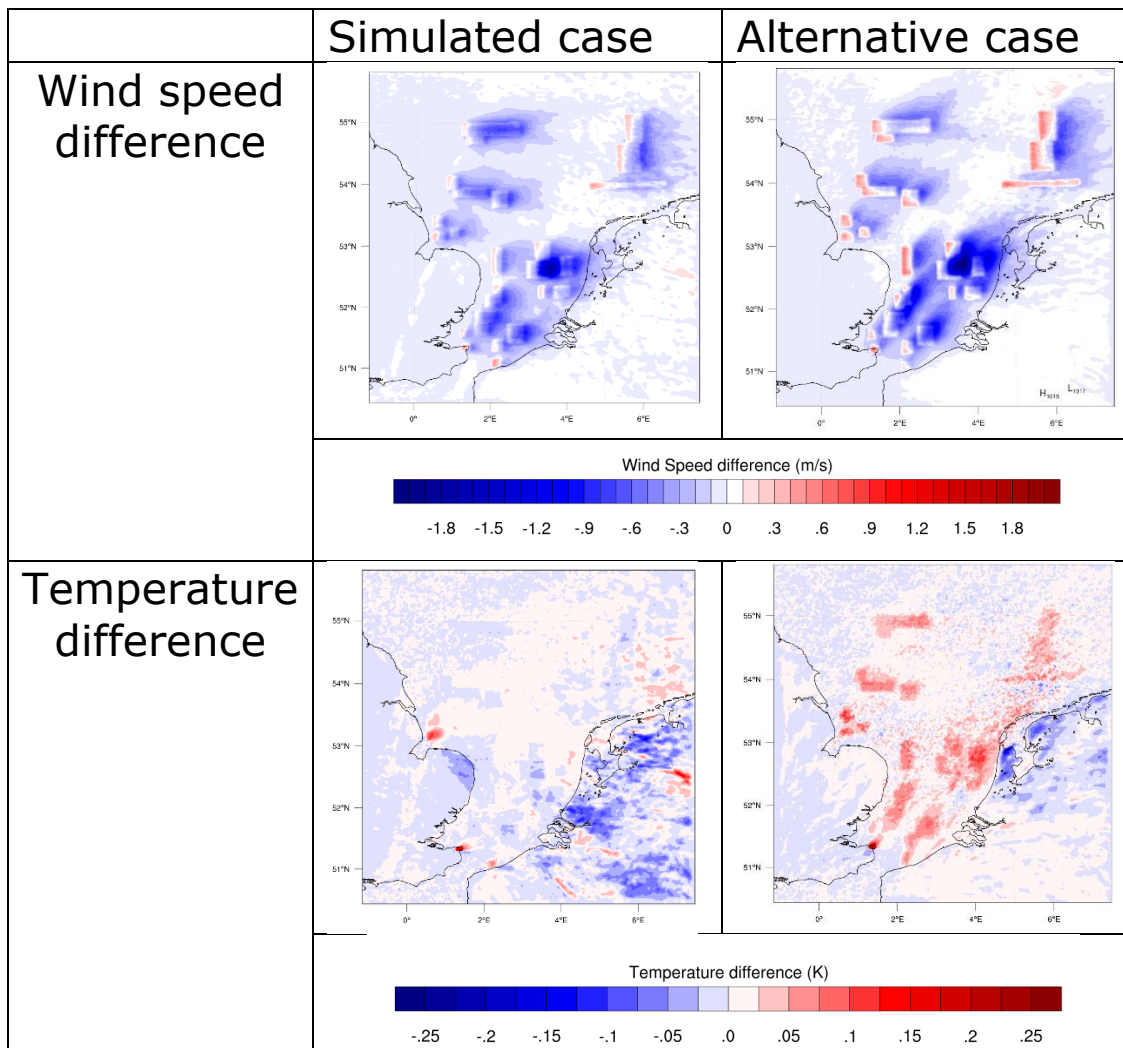 Simulated case
Alternative case
Wind speed
difference
55°N
54°N
53°N
52°N
51°N
0°
2°E
4°E
6°E
55°N
54°N
53°N
52°N
51°N
H1018
L1017
0°
2°E
4°E
6°E
Wind Speed difference (m/s)
-1.8 -1.5 -1.2 -.9 -.6 -.3 0 .3 .6 .9 1.2 1.5 1.8
Temperature
difference
55°N
54°N
53°N
52°N
51°N
0°
2°E
4°E
6°E
55°N
54°N
53°N
52°N
51°N
0°
2°E
4°E
6°E
Temperature difference (K)
-.25 -.2 -.15 -.1 -.05 .0 .05 .1 .15 .2 .25